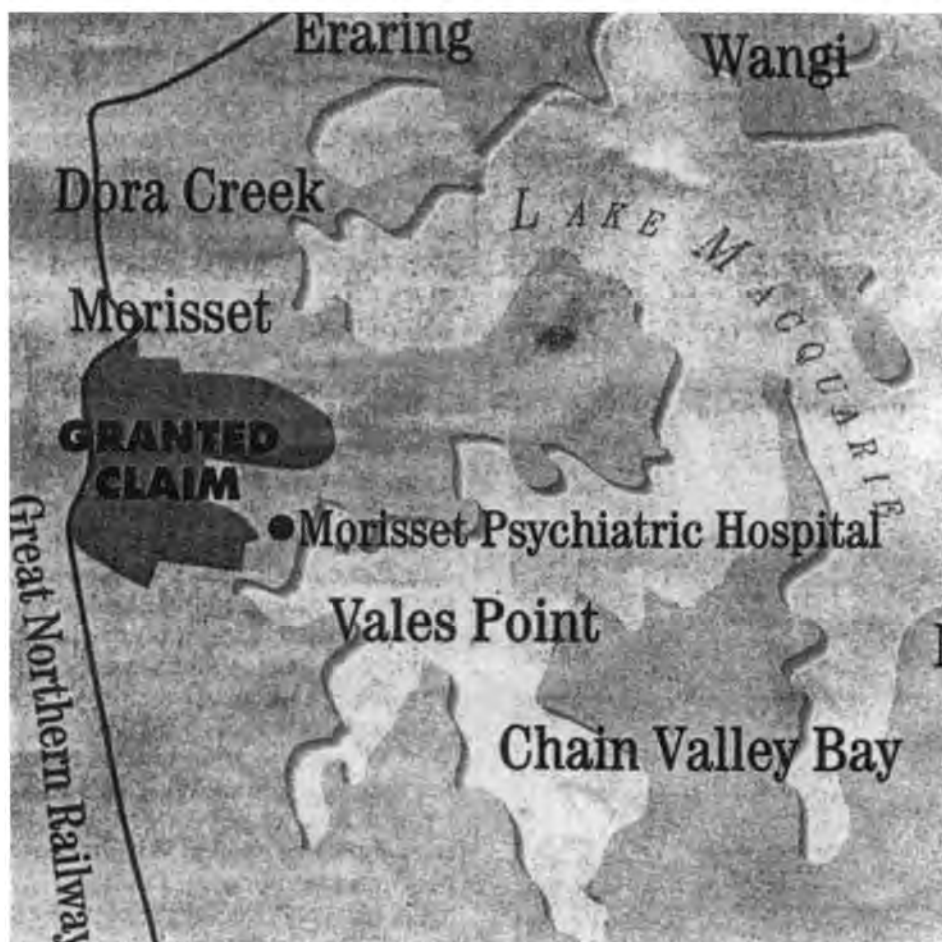 Eraring
Wangi
Dora Creek
LAKE MACQUARIE
Morisset
GRANTED
CLAIM
Great Northern Railway
Morisset Psychiatric Hospital
Vales Point
Chain Valley Bay